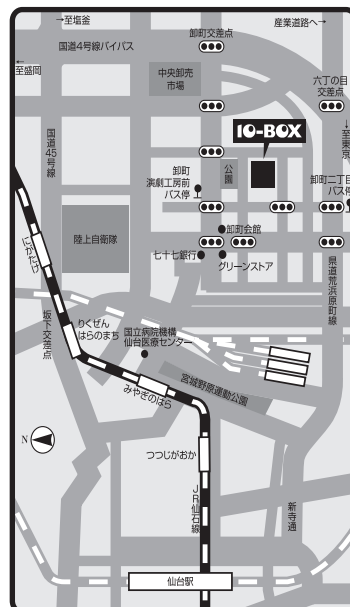 →至塩釜
産業道路へ→
国道4号線バイパス
卸町交差点
←
至盛岡
中央卸売
市場
六丁の目
交差点
→
至東京
国道
45
号線
10-BOX
公園
卸町
演劇工房前
バス停
卸町二丁目
バス停
陸上自衛隊
卸町会館
七十七銀行
グリーンストア
にがたけ
県道荒浜原町線
坂下交差点
りくぜん
はらのまち
国立病院機構
仙台医療センター
宮城野原運動公園
みやぎのはら
N
つつじがおか
JR仙石線
新寺通
仙台駅